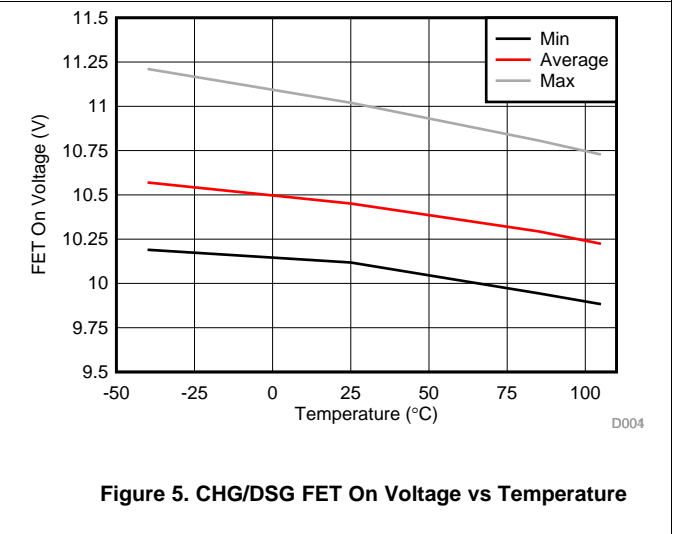 11.5
11.25
11
10.75
10.5
10.25
10
9.75
9.5
FET On Voltage (V)
Min
Average
Max
-50 -25 0 25 50 75 100
Temperature (°C)
D004
Figure 5. CHG/DSG FET On Voltage vs Temperature